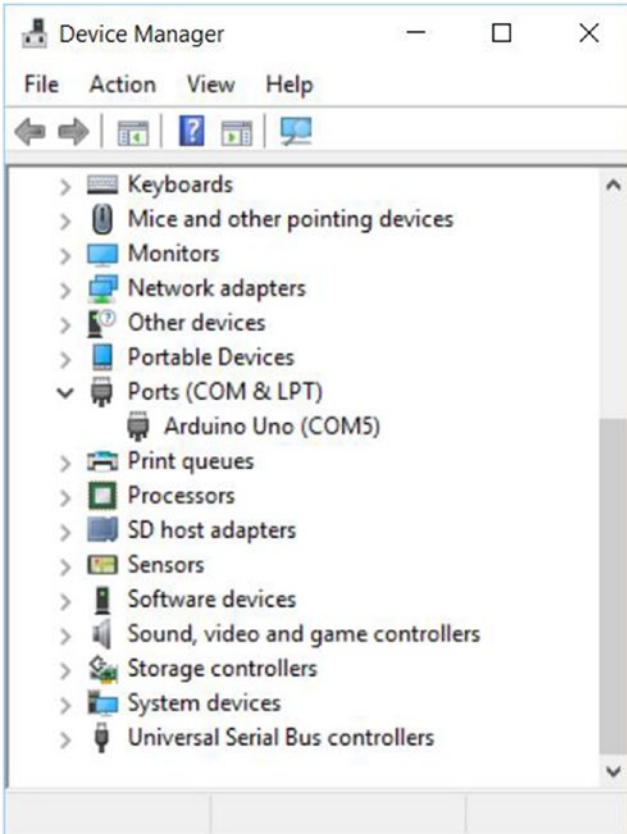 Device Manager
File Action View Help
Keyboards
Mice and other pointing devices
Monitors
Network adapters
Other devices
Portable Devices
Ports (COM & LPT)
Arduino Uno (COM5)
Print queues
Processors
SD host adapters
Sensors
Software devices
Sound, video and game controllers
Storage controllers
System devices
Universal Serial Bus controllers